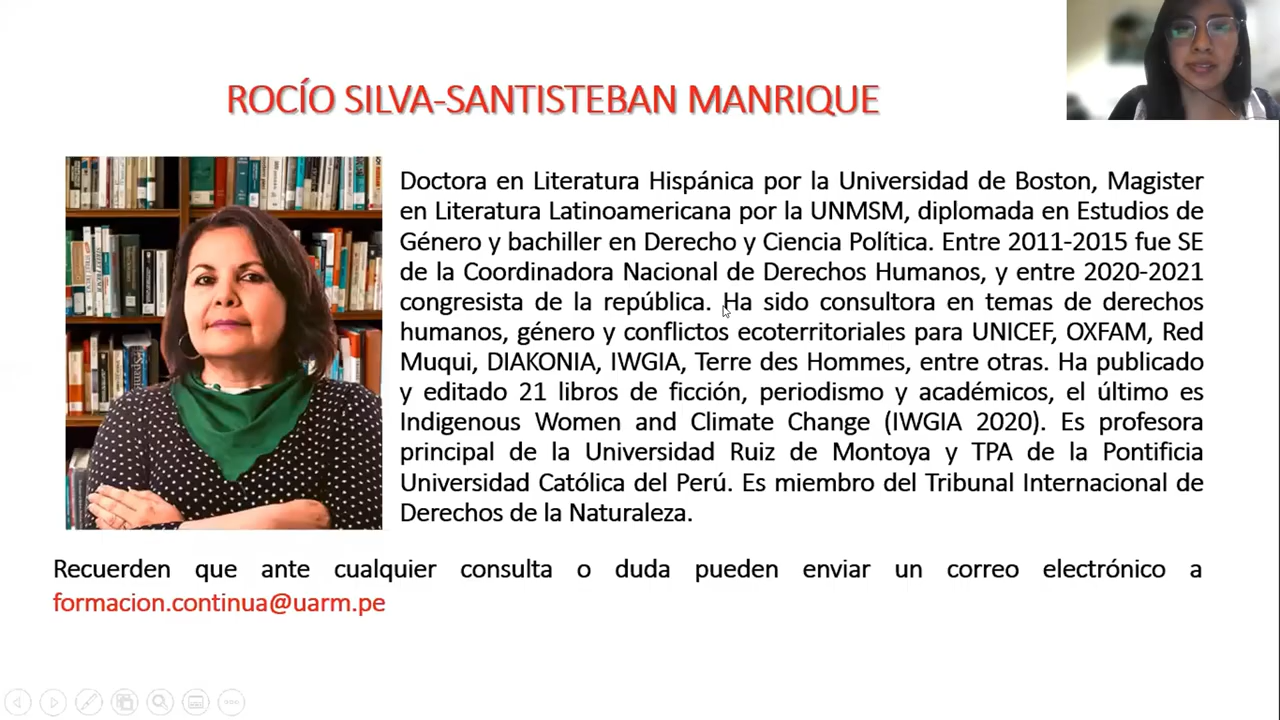 ROCÍO SILVA-SANTISTEBAN MANRIQUE
Doctora en Literatura Hispánica por la Universidad de Boston, Magister
en Literatura Latinoamericana por la UNMSM, diplomada en Estudios de
Género y bachiller en Derecho y Ciencia Política. Entre 2011-2015 fue SE
de la Coordinadora Nacional de Derechos Humanos, y entre 2020-2021
congresista de la república. Ha sido consultora en temas de derechos
humanos, género y conflictos ecoterritoriales para UNICEF, OXFAM, Red
Muqui, DIAKONIA, IWGIA, Terre des Hommes, entre otras. Ha publicado
y editado 21 libros de ficción, periodismo y académicos, el último es
Indigenous Women and Climate Change (IWGIA 2020). Es profesora
principal de la Universidad Ruiz de Montoya y TPA de la Pontificia
Universidad Católica del Perú. Es miembro del Tribunal Internacional de
Derechos de la Naturaleza.
Recuerden que ante cualquier consulta o duda pueden enviar un correo electrónico a
formacion.continua@uarm.pe